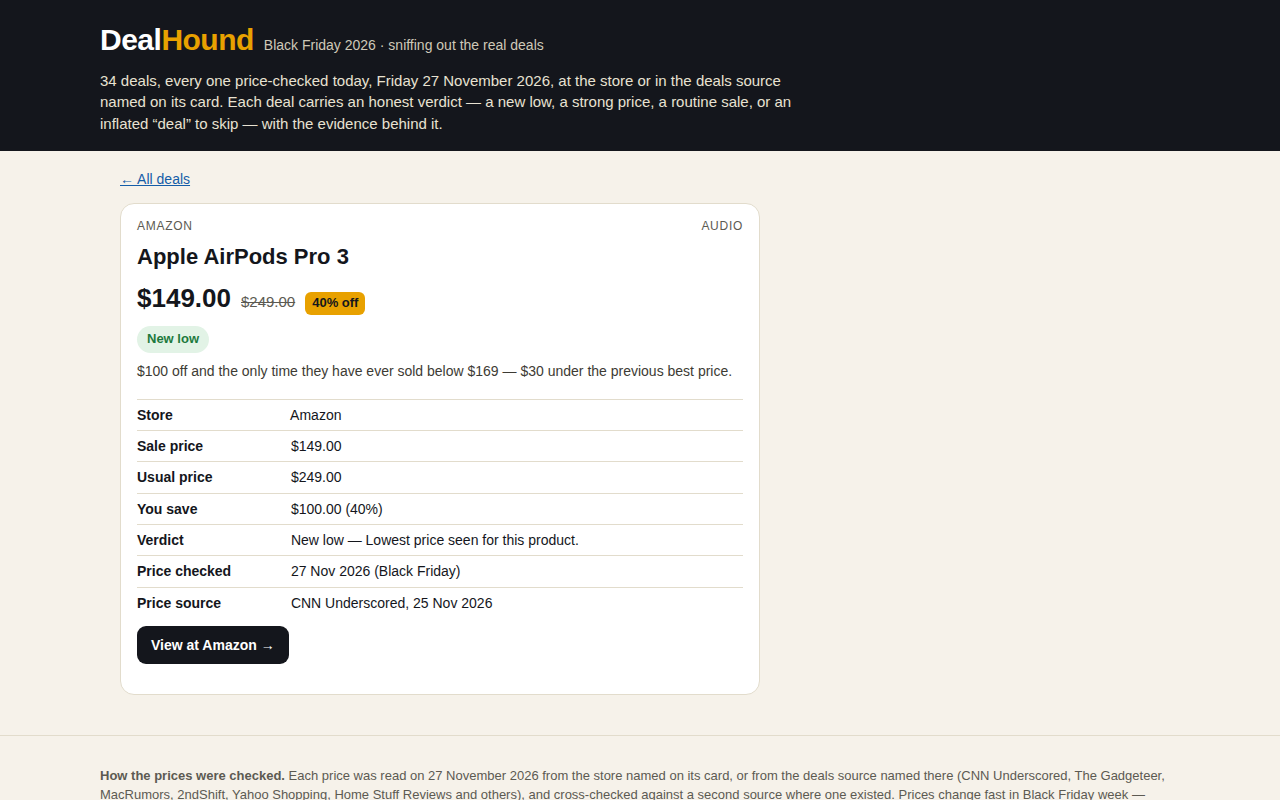 DealHound Black Friday 2026 · sniffing out the real deals
34 deals, every one price-checked today, Friday 27 November 2026, at the store or in the deals source
named on its card. Each deal carries an honest verdict — a new low, a strong price, a routine sale, or an
inflated “deal” to skip — with the evidence behind it.
← All deals
AMAZON AUDIO
Apple AirPods Pro 3
$149.00 $249.00 40% off
New low
$100 off and the only time they have ever sold below $169 — $30 under the previous best price.
Store Amazon
Sale price $149.00
Usual price $249.00
You save $100.00 (40%)
Verdict New low — Lowest price seen for this product.
Price checked 27 Nov 2026 (Black Friday)
Price source CNN Underscored, 25 Nov 2026
View at Amazon →
How the prices were checked. Each price was read on 27 November 2026 from the store named on its card, or from the deals source named there (CNN Underscored, The Gadgeteer,
MacRumors, 2ndShift, Yahoo Shopping, Home Stuff Reviews and others), and cross-checked against a second source where one existed. Prices change fast in Black Friday week —